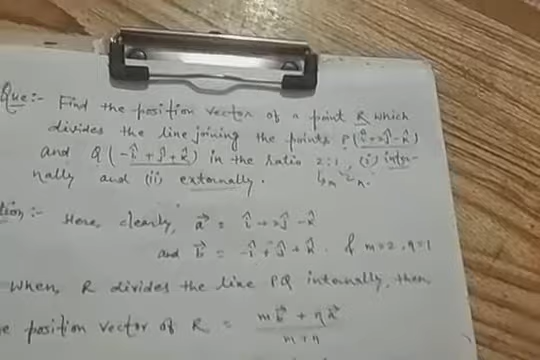 Que:- Find the position vector of a point R which
divides the line joining the points P(î+2ĵ-k̂)
and Q(-î+ĵ+k̂) in the ratio 2:1, (i) inter-
nally and (ii) externally. m n.
tion:- Here, clearly, a⃗ = î+2ĵ-k̂
and b⃗ = -î+ĵ+k̂. & m=2, n=1
When, R divides the line PQ internally, then,
e position vector of R = mb⃗ + na⃗
m+n